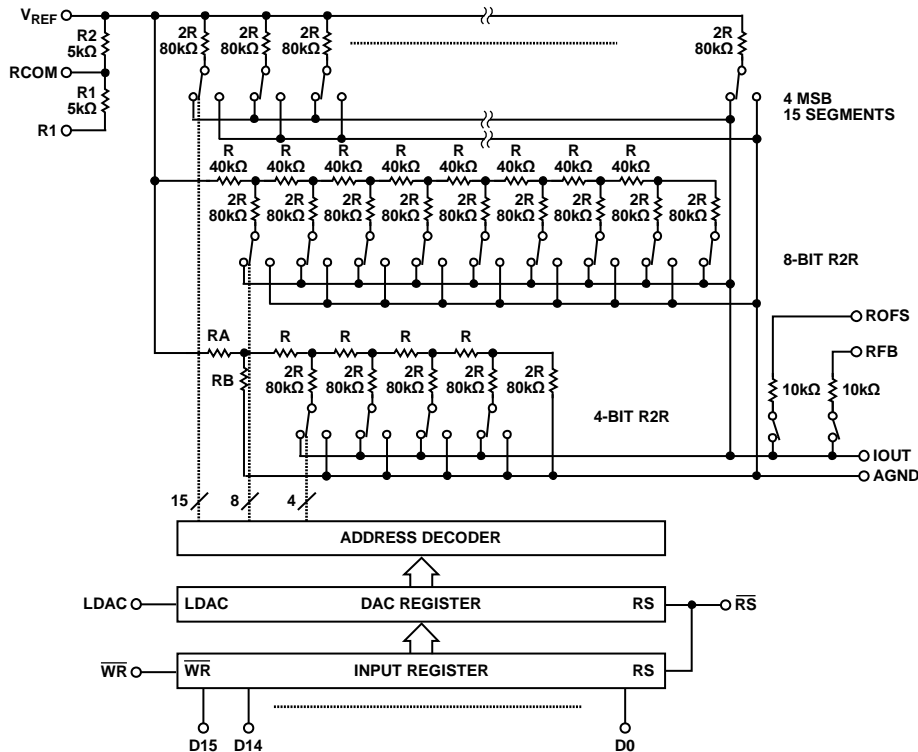 VREF
R2
5kΩ
RCOM
R1
5kΩ
R1
2R
80kΩ
2R
80kΩ
2R
80kΩ
2R
80kΩ
4 MSB
15 SEGMENTS
R
40kΩ
R
40kΩ
R
40kΩ
R
40kΩ
R
40kΩ
R
40kΩ
R
40kΩ
R
40kΩ
2R
80kΩ
2R
80kΩ
2R
80kΩ
2R
80kΩ
2R
80kΩ
2R
80kΩ
2R
80kΩ
2R
80kΩ
2R
80kΩ
8-BIT R2R
ROFS
RFB
10kΩ
10kΩ
RA
R
R
R
R
RB
2R
80kΩ
2R
80kΩ
2R
80kΩ
2R
80kΩ
2R
80kΩ
4-BIT R2R
IOUT
AGND
15
8
4
ADDRESS DECODER
LDAC
LDAC
DAC REGISTER
RS
R̅S̅
W̅R̅
W̅R̅
INPUT REGISTER
RS
D15
D14
D0